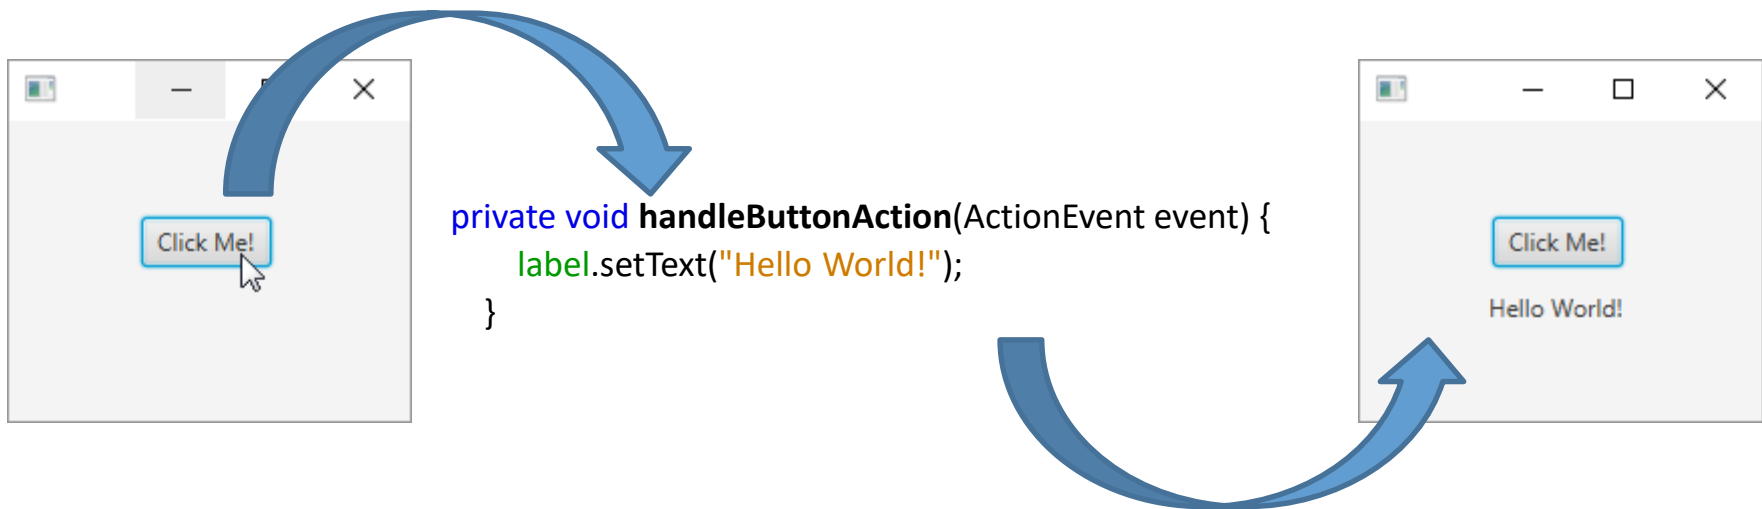 Click Me!
private void handleButtonAction(ActionEvent event) {
label.setText("Hello World!");
}
Click Me!
Hello World!